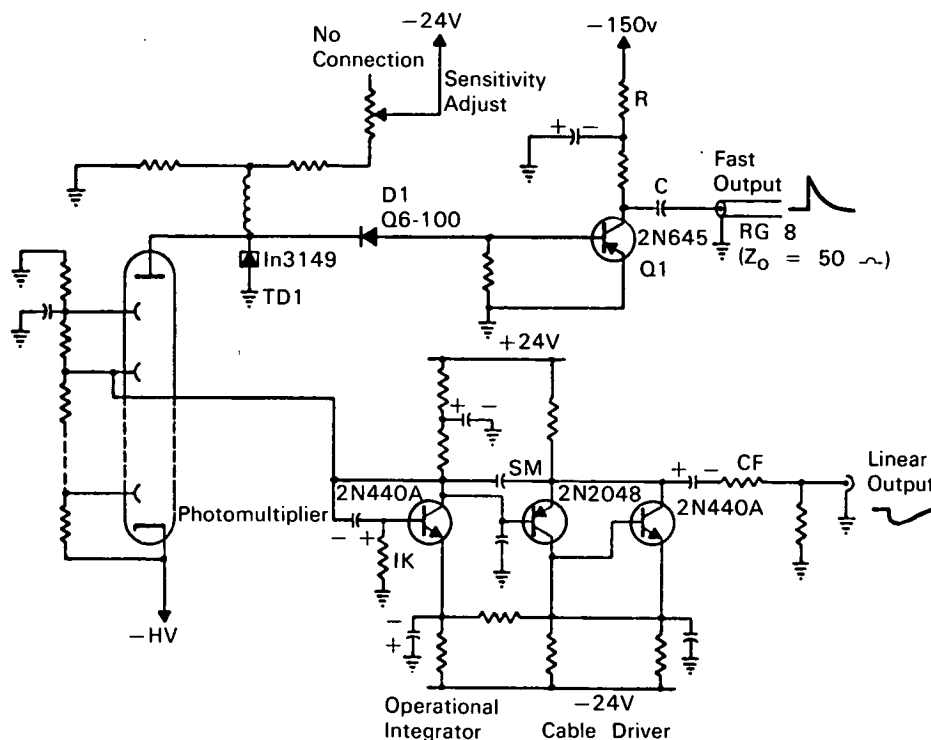 −24V
No
Connection
Sensitivity
Adjust
−150v
R
+ −
Fast
Output
C
D1
Q6-100
2N645
Q1
RG 8
(Zo = 50 Ω)
In3149
TD1
+24V
+ −
SM
+ −
CF
Linear
Output
2N440A
2N2048
2N440A
Photomultiplier
− +
IK
−
+
−HV
−24V
Operational
Integrator
Cable Driver